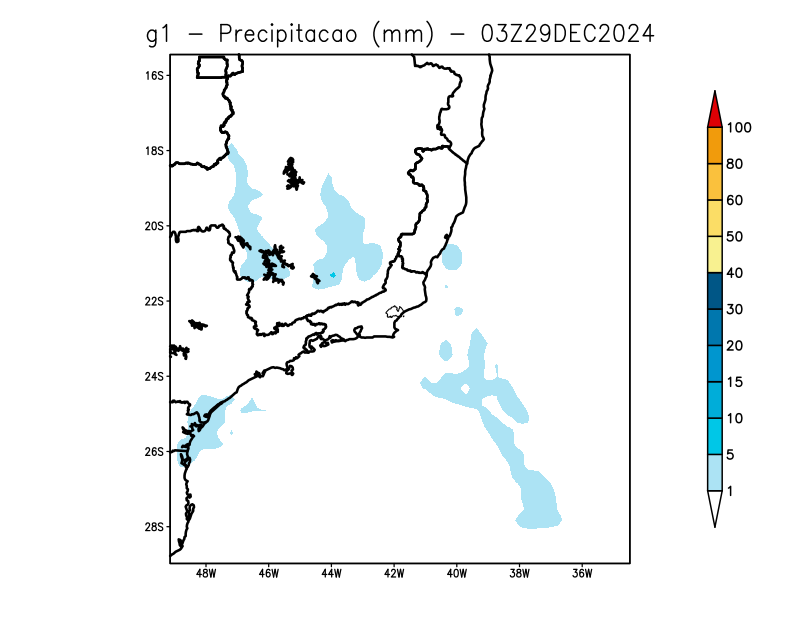 g1 – Precipitacao (mm) – 03Z29DEC2024
16S
18S
20S
22S
24S
26S
28S
48W 46W 44W 42W 40W 38W 36W
100
80
60
50
40
30
20
15
10
5
1